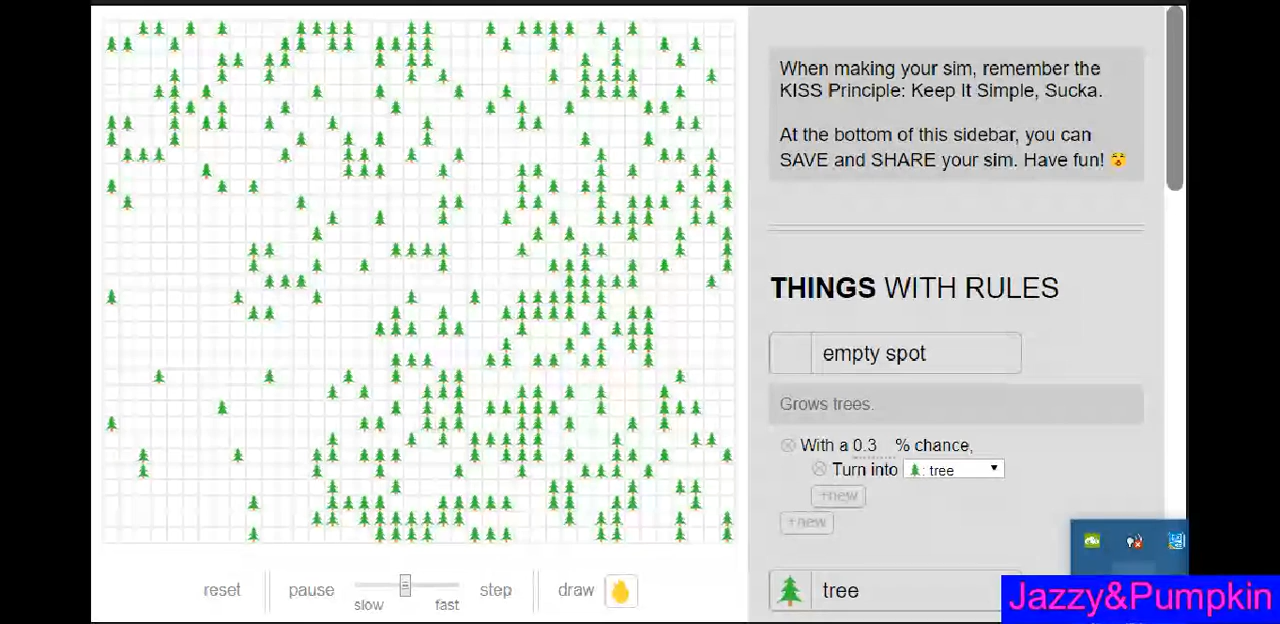 When making your sim, remember the
KISS Principle: Keep It Simple, Sucka.
At the bottom of this sidebar, you can
SAVE and SHARE your sim. Have fun!
THINGS WITH RULES
empty spot
Grows trees.
With a 0.3 % chance,
Turn into : tree
+new
+new
tree
reset
pause
slow
fast
step
draw
Jazzy&Pumpkin